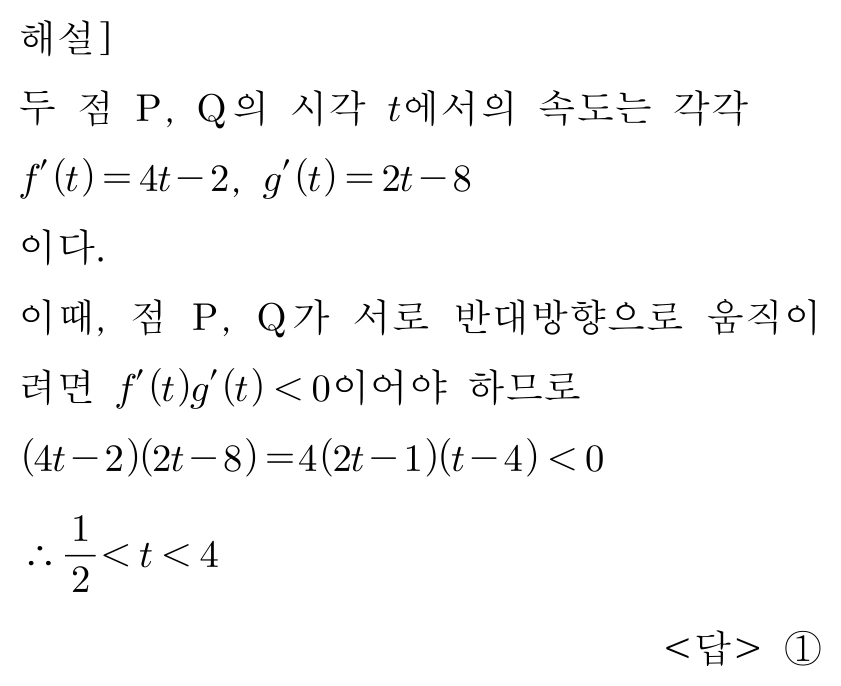 해설]
두 점 P, Q의 시각 t에서의 속도는 각각
f′(t)=4t−2, g′(t)=2t−8
이다.
이때, 점 P, Q가 서로 반대방향으로 움직이
려면 f′(t)g′(t)<0이어야 하므로
(4t−2)(2t−8)=4(2t−1)(t−4)<0
∴ 1/2<t<4
<답> ①